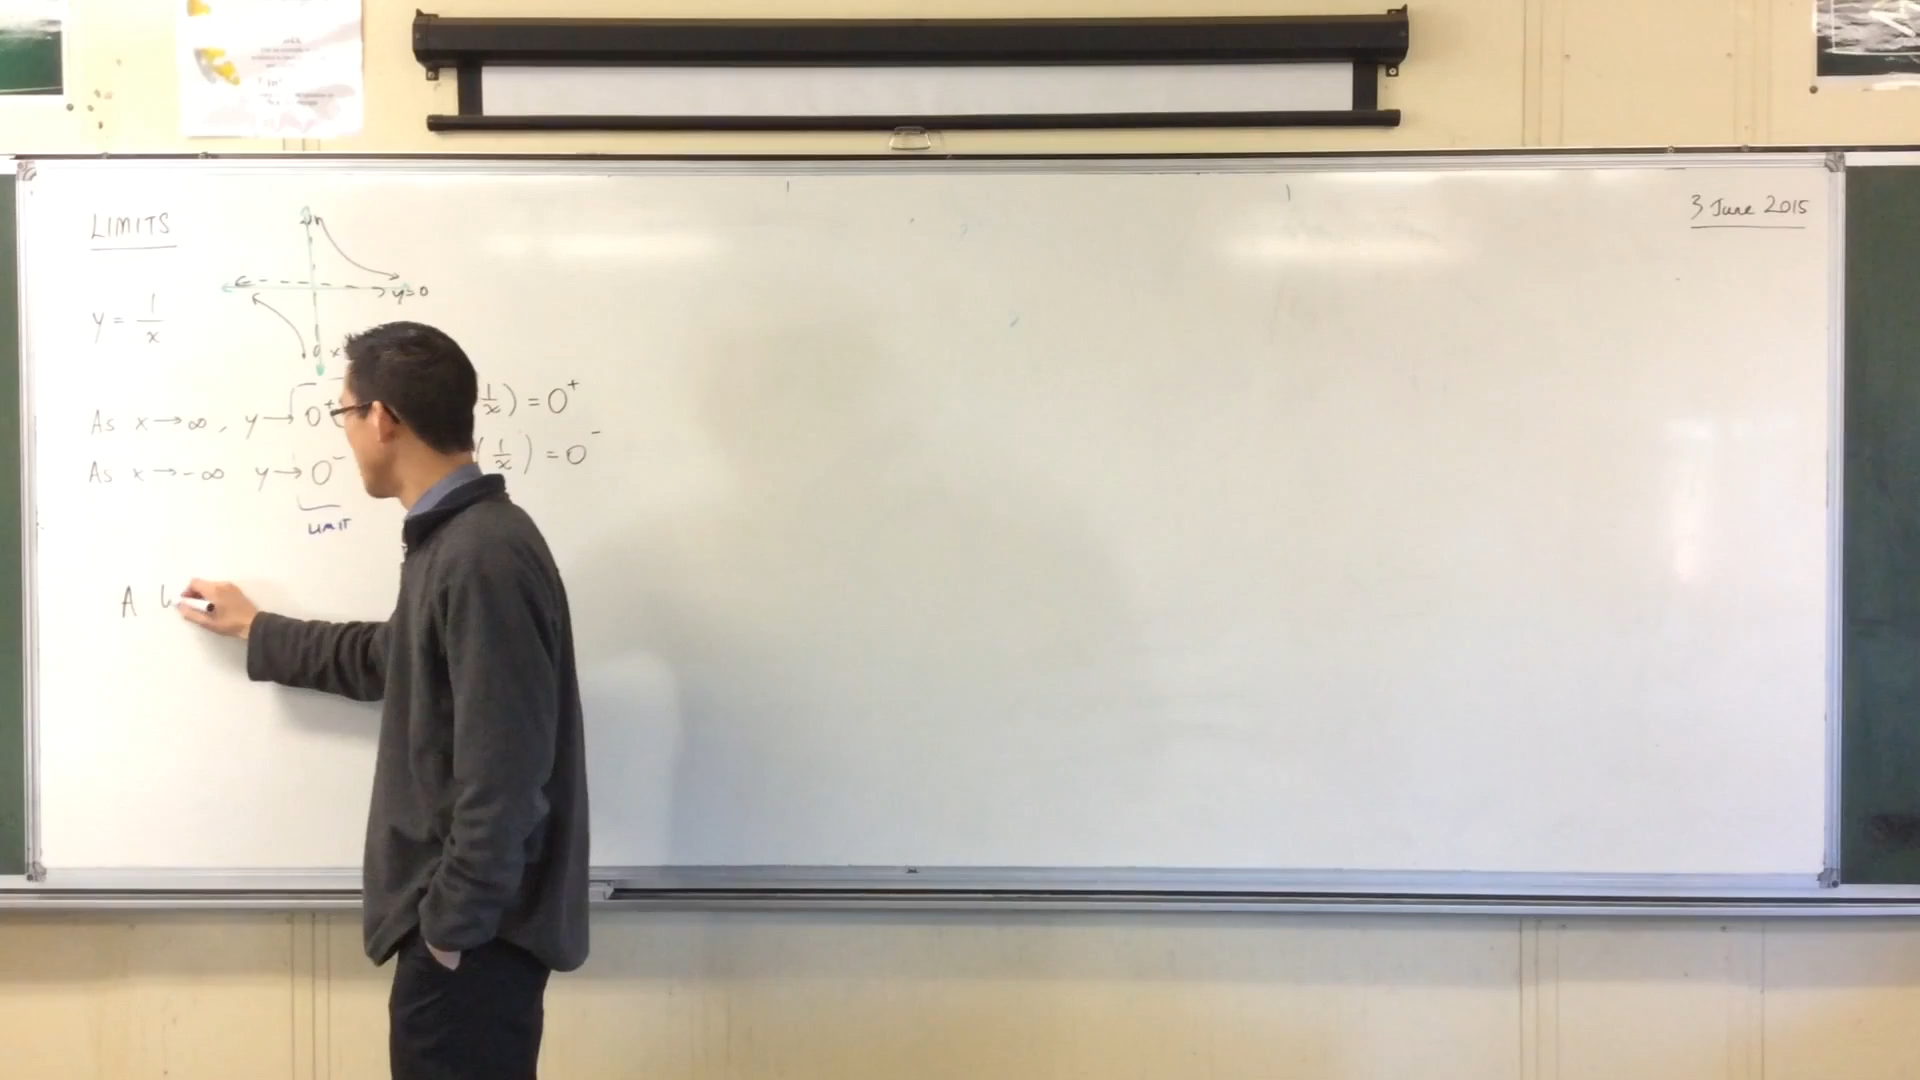 LIMITS
3 June 2015
y = 1/x
y=0
x
As x → ∞, y → 0⁺
1/x) = 0⁺
As x → -∞ y → 0⁻
(1/x) = 0⁻
LIMIT
A